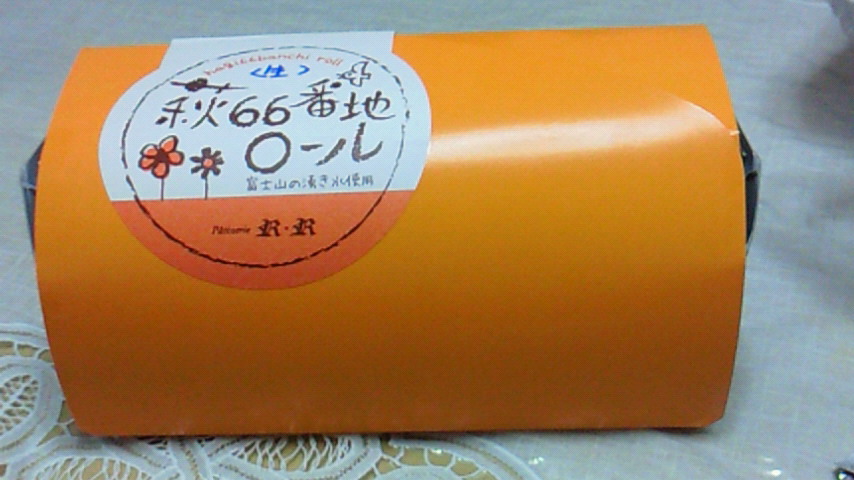 hagi66banchi roll
〈生〉
萩66番地
ロール
富士山の湧き水使用
Pâtisserie R・R